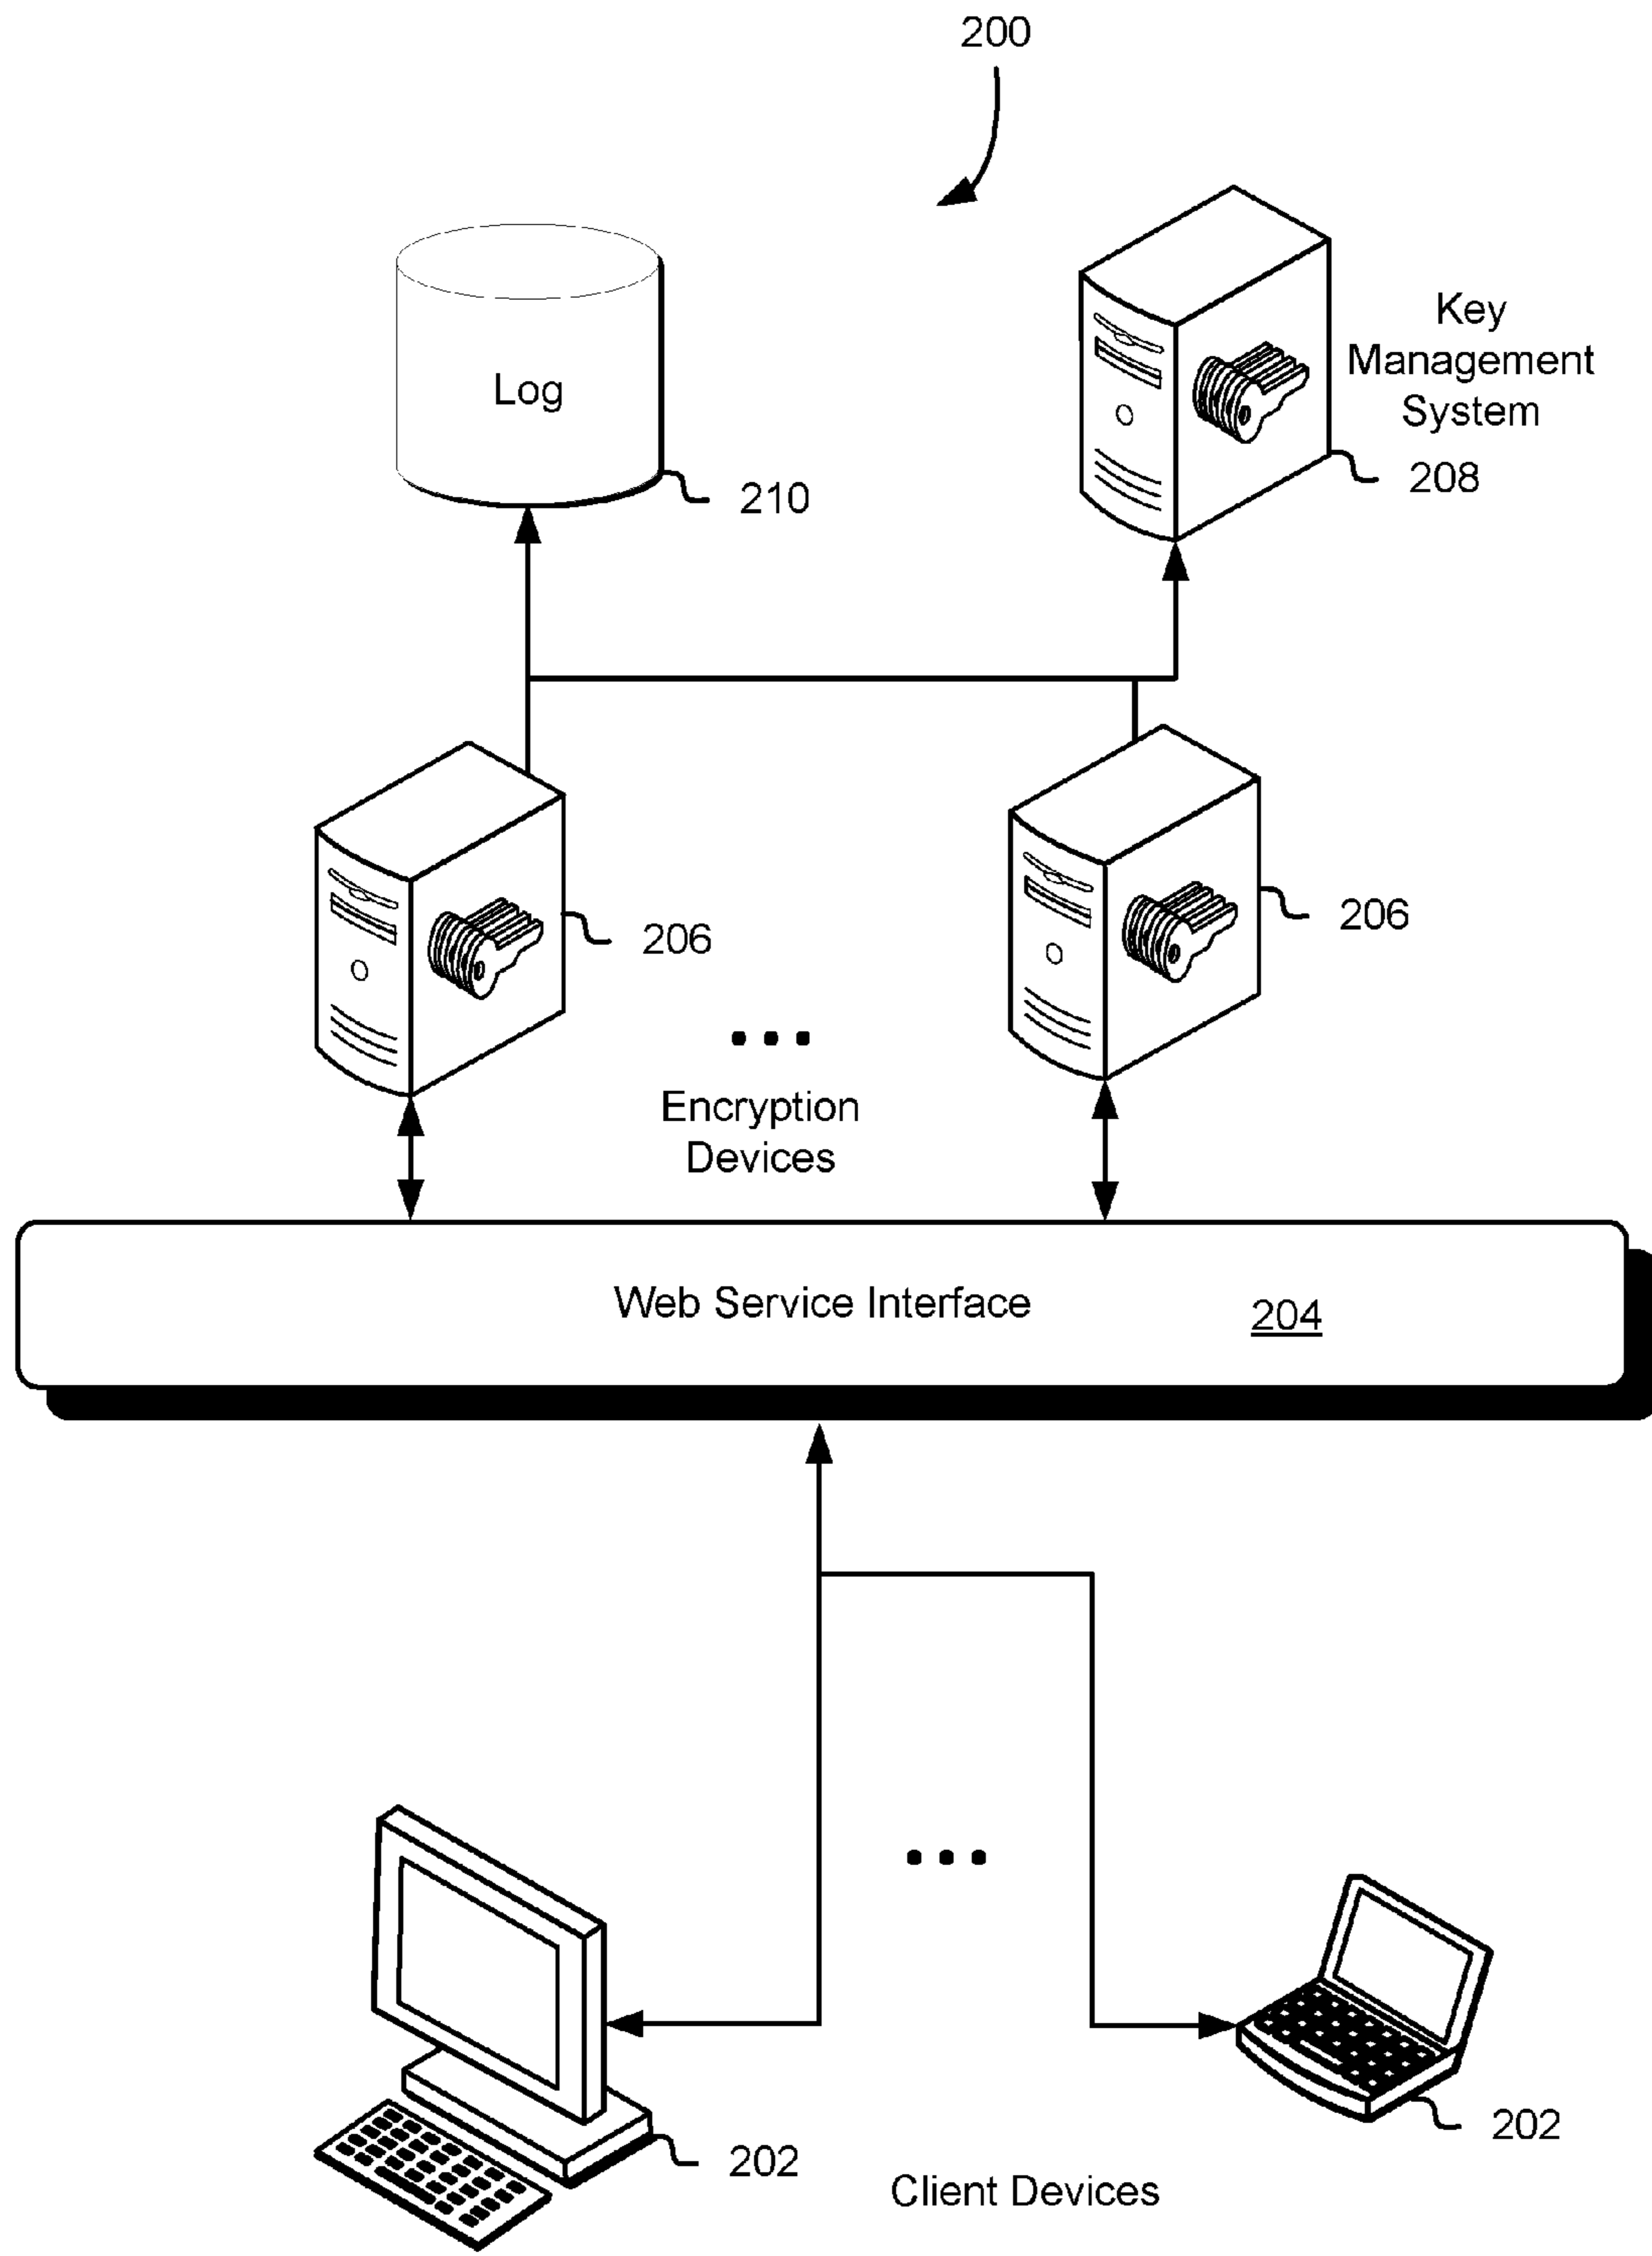 200
Log
210
Key
Management
System
208
206
206
Encryption
Devices
Web Service Interface 204
202
202
Client Devices